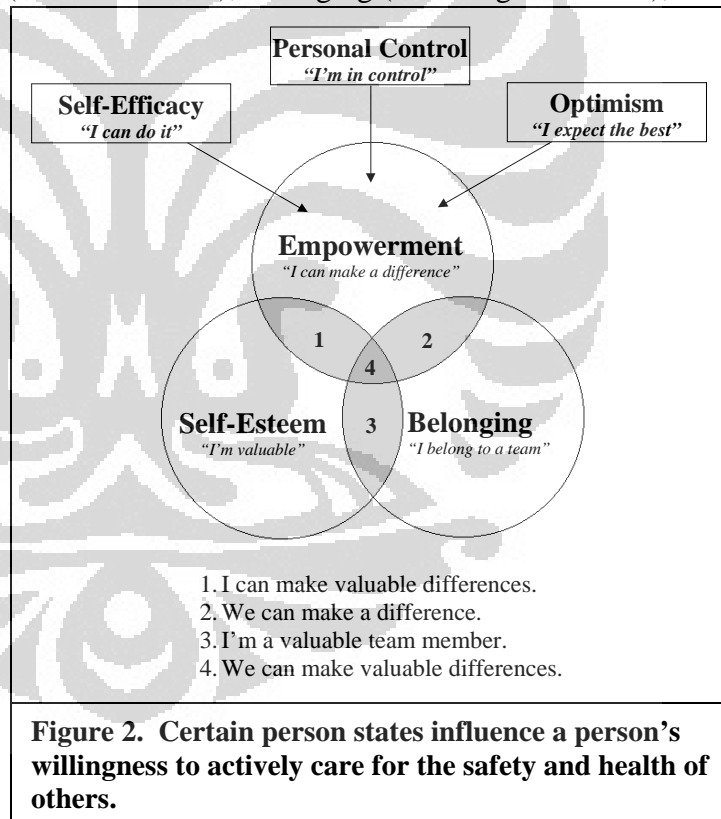 Personal Control
“I’m in control”
Self-Efficacy
“I can do it”
Optimism
“I expect the best”
Empowerment
“I can make a difference”
1
2
4
Self-Esteem
3
Belonging
“I’m valuable”
“I belong to a team”
1. I can make valuable differences.
2. We can make a difference.
3. I’m a valuable team member.
4. We can make valuable differences.
Figure 2. Certain person states influence a person’s
willingness to actively care for the safety and health of
others.